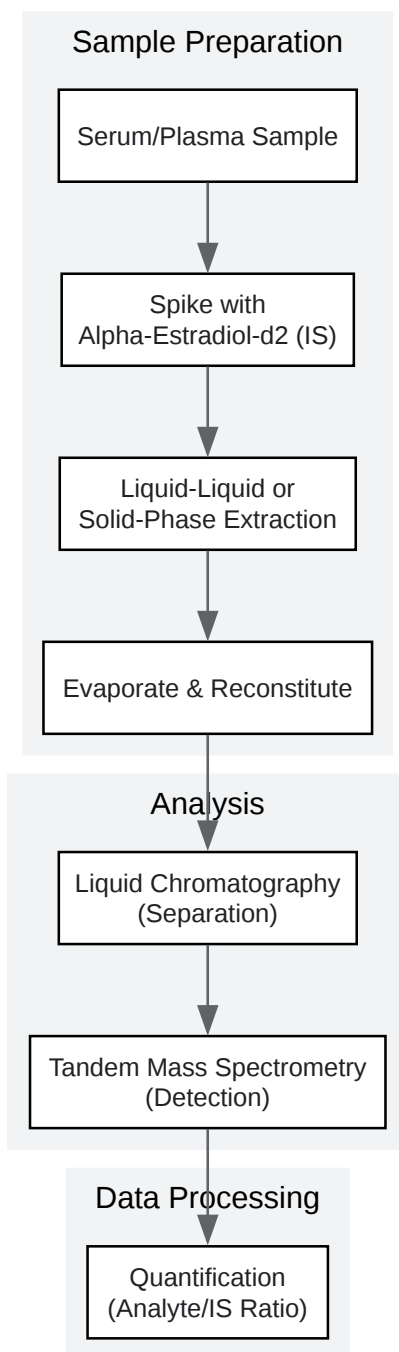 Sample Preparation
Serum/Plasma Sample
Spike with
Alpha-Estradiol-d2 (IS)
Liquid-Liquid or
Solid-Phase Extraction
Evaporate & Reconstitute
Analysis
Liquid Chromatography
(Separation)
Tandem Mass Spectrometry
(Detection)
Data Processing
Quantification
(Analyte/IS Ratio)